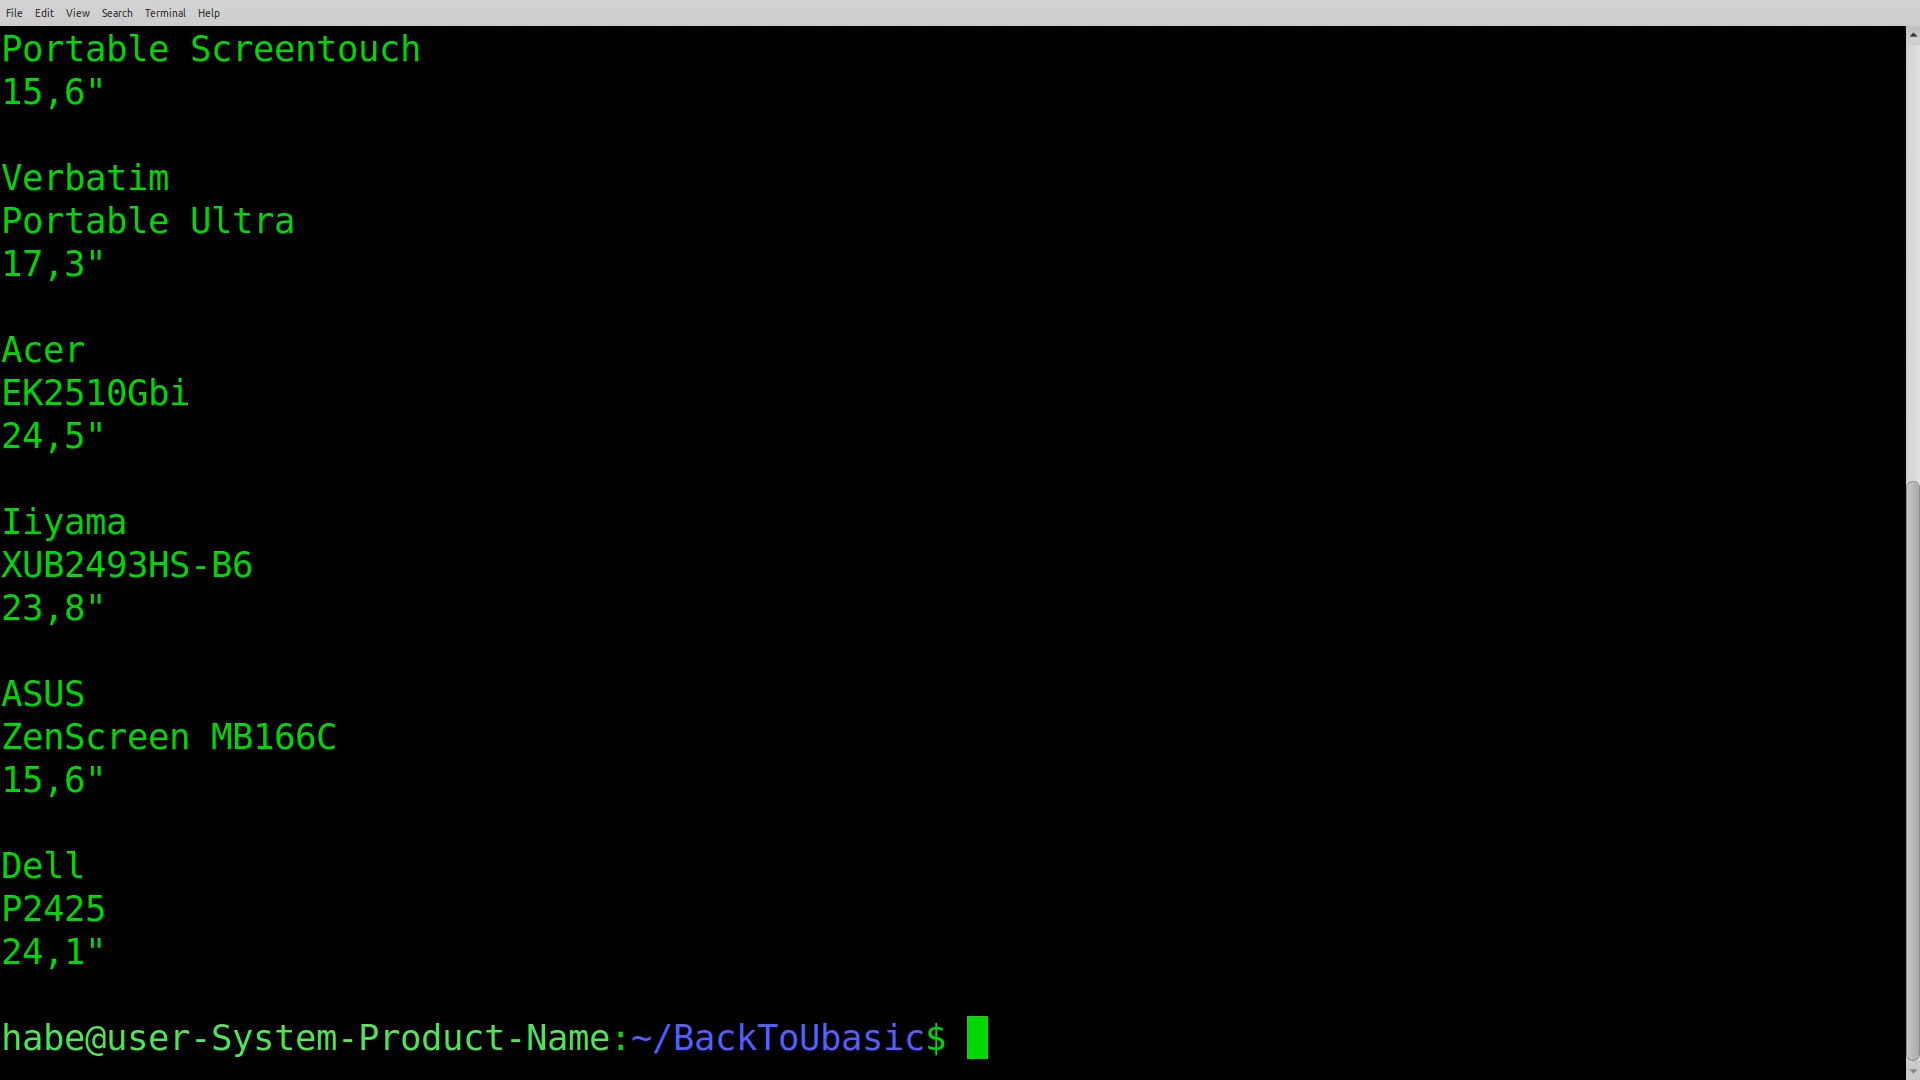 File Edit View Search Terminal Help
Portable Screentouch
15,6"
Verbatim
Portable Ultra
17,3"
Acer
EK2510Gbi
24,5"
Iiyama
XUB2493HS-B6
23,8"
ASUS
ZenScreen MB166C
15,6"
Dell
P2425
24,1"
habe@user-System-Product-Name:~/BackToUbasic$